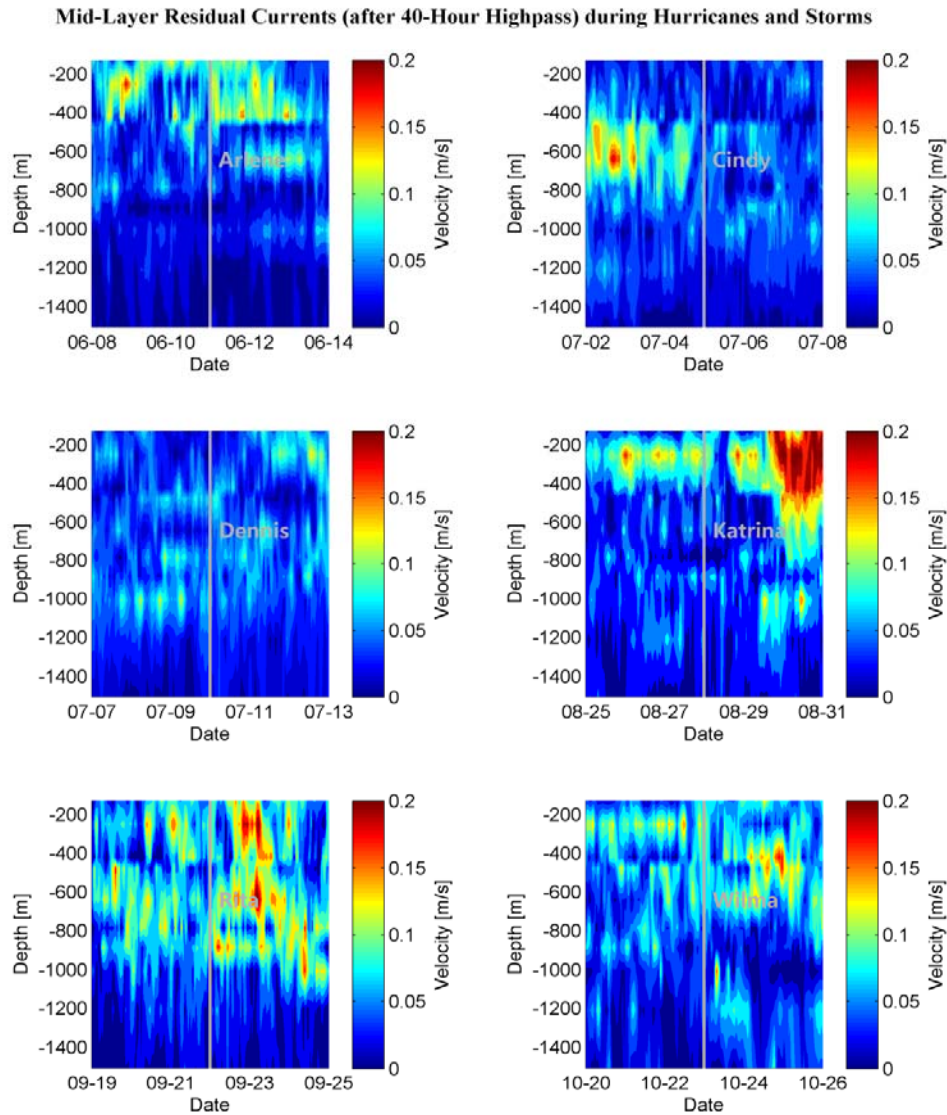 Mid-Layer Residual Currents (after 40-Hour Highpass) during Hurricanes and Storms
-200
-400
-600
-800
-1000
-1200
-1400
Depth [m]
Arlene
06-08 06-10 06-12 06-14
Date
0.2
0.15
0.1
0.05
0
Velocity [m/s]
-200
-400
-600
-800
-1000
-1200
-1400
Depth [m]
Cindy
07-02 07-04 07-06 07-08
Date
0.2
0.15
0.1
0.05
0
Velocity [m/s]
-200
-400
-600
-800
-1000
-1200
-1400
Depth [m]
Dennis
07-07 07-09 07-11 07-13
Date
0.2
0.15
0.1
0.05
0
Velocity [m/s]
-200
-400
-600
-800
-1000
-1200
-1400
Depth [m]
Katrina
08-25 08-27 08-29 08-31
Date
0.2
0.15
0.1
0.05
0
Velocity [m/s]
-200
-400
-600
-800
-1000
-1200
-1400
Depth [m]
Rita
09-19 09-21 09-23 09-25
Date
0.2
0.15
0.1
0.05
0
Velocity [m/s]
-200
-400
-600
-800
-1000
-1200
-1400
Depth [m]
Wilma
10-20 10-22 10-24 10-26
Date
0.2
0.15
0.1
0.05
0
Velocity [m/s]